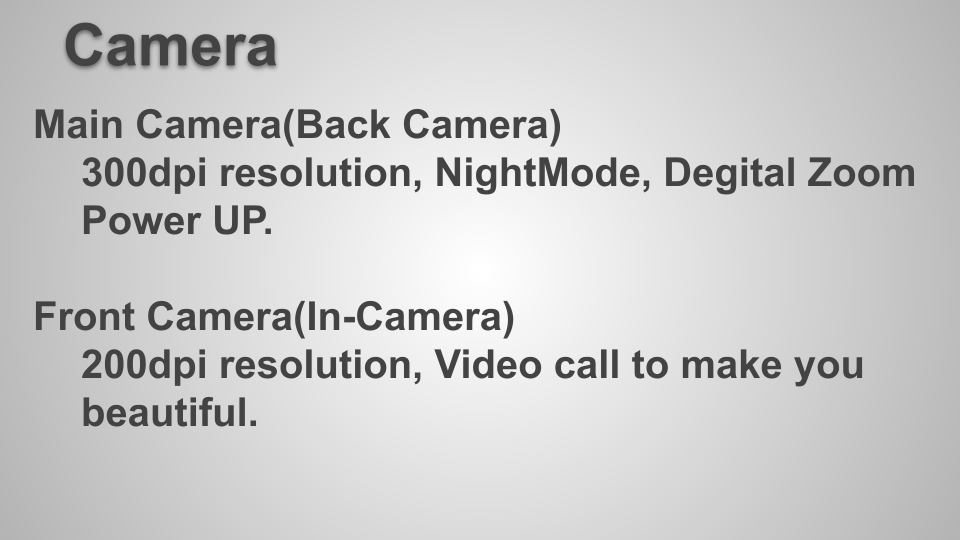 Camera
Main Camera(Back Camera)
300dpi resolution, NightMode, Degital Zoom
Power UP.
Front Camera(In-Camera)
200dpi resolution, Video call to make you
beautiful.